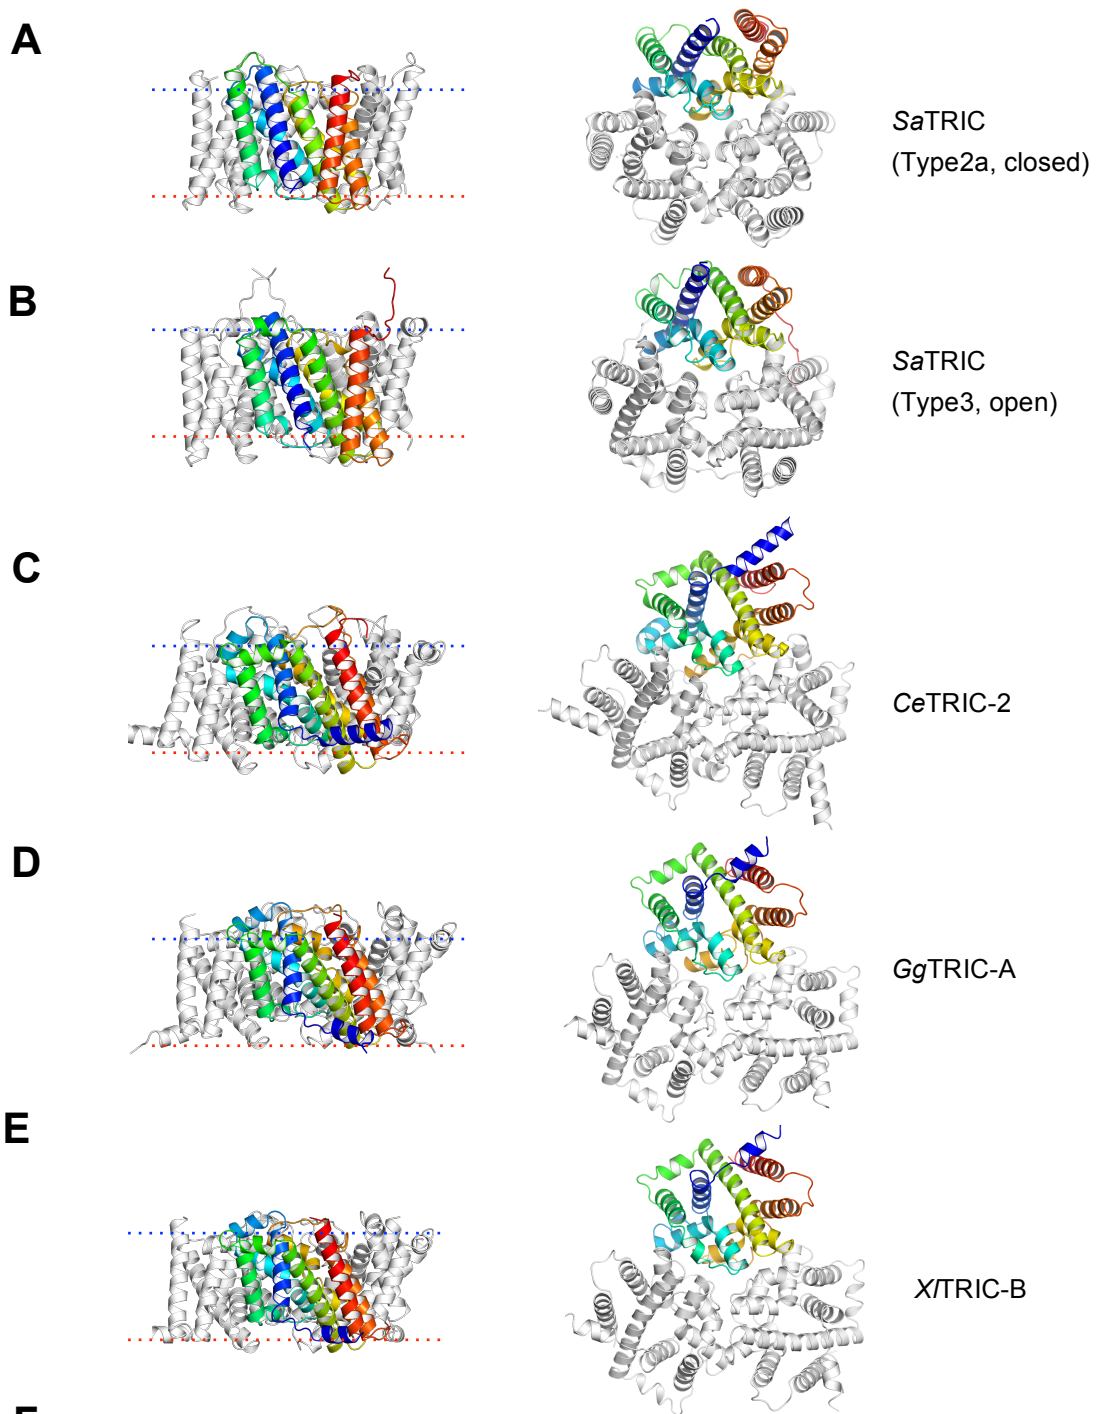 A
SaTRIC
(Type2a, closed)
B
SaTRIC
(Type3, open)
C
CeTRIC-2
D
GgTRIC-A
E
XlTRIC-B